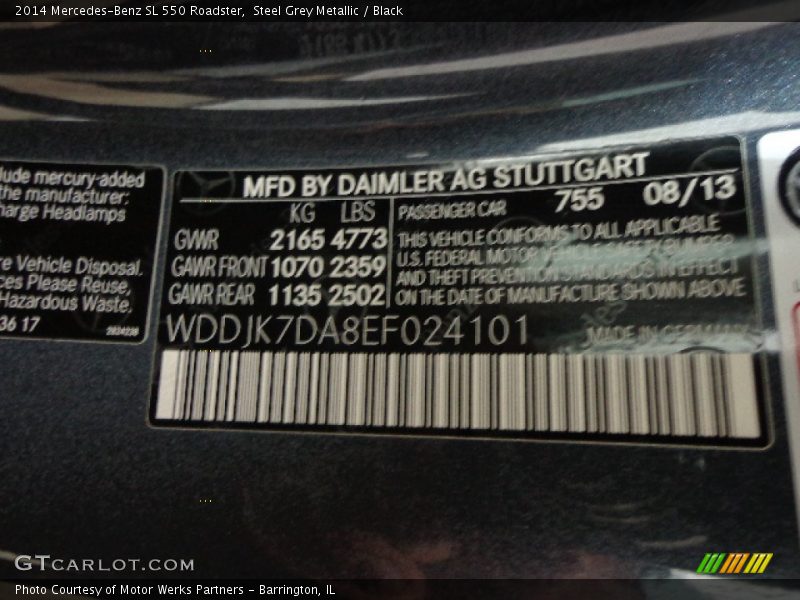 2014 Mercedes-Benz SL 550 Roadster,  Steel Grey Metallic / Black
lude mercury-added
the manufacturer:
harge Headlamps
re Vehicle Disposal.
ces Please Reuse,
Hazardous Waste,
36 17
MFD BY DAIMLER AG STUTTGART
KG LBS
GVWR 2165 4773
GAWR FRONT 1070 2359
GAWR REAR 1135 2502
PASSENGER CAR 755 08/13
THIS VEHICLE CONFORMS TO ALL APPLICABLE
U.S. FEDERAL MOTOR VEHICLE SAFETY BUMPER
AND THEFT PREVENTION STANDARDS IN EFFECT
ON THE DATE OF MANUFACTURE SHOWN ABOVE
WDDJK7DA8EF024101
MADE IN GERMANY
GTCARLOT.COM
Photo Courtesy of Motor Werks Partners - Barrington, IL